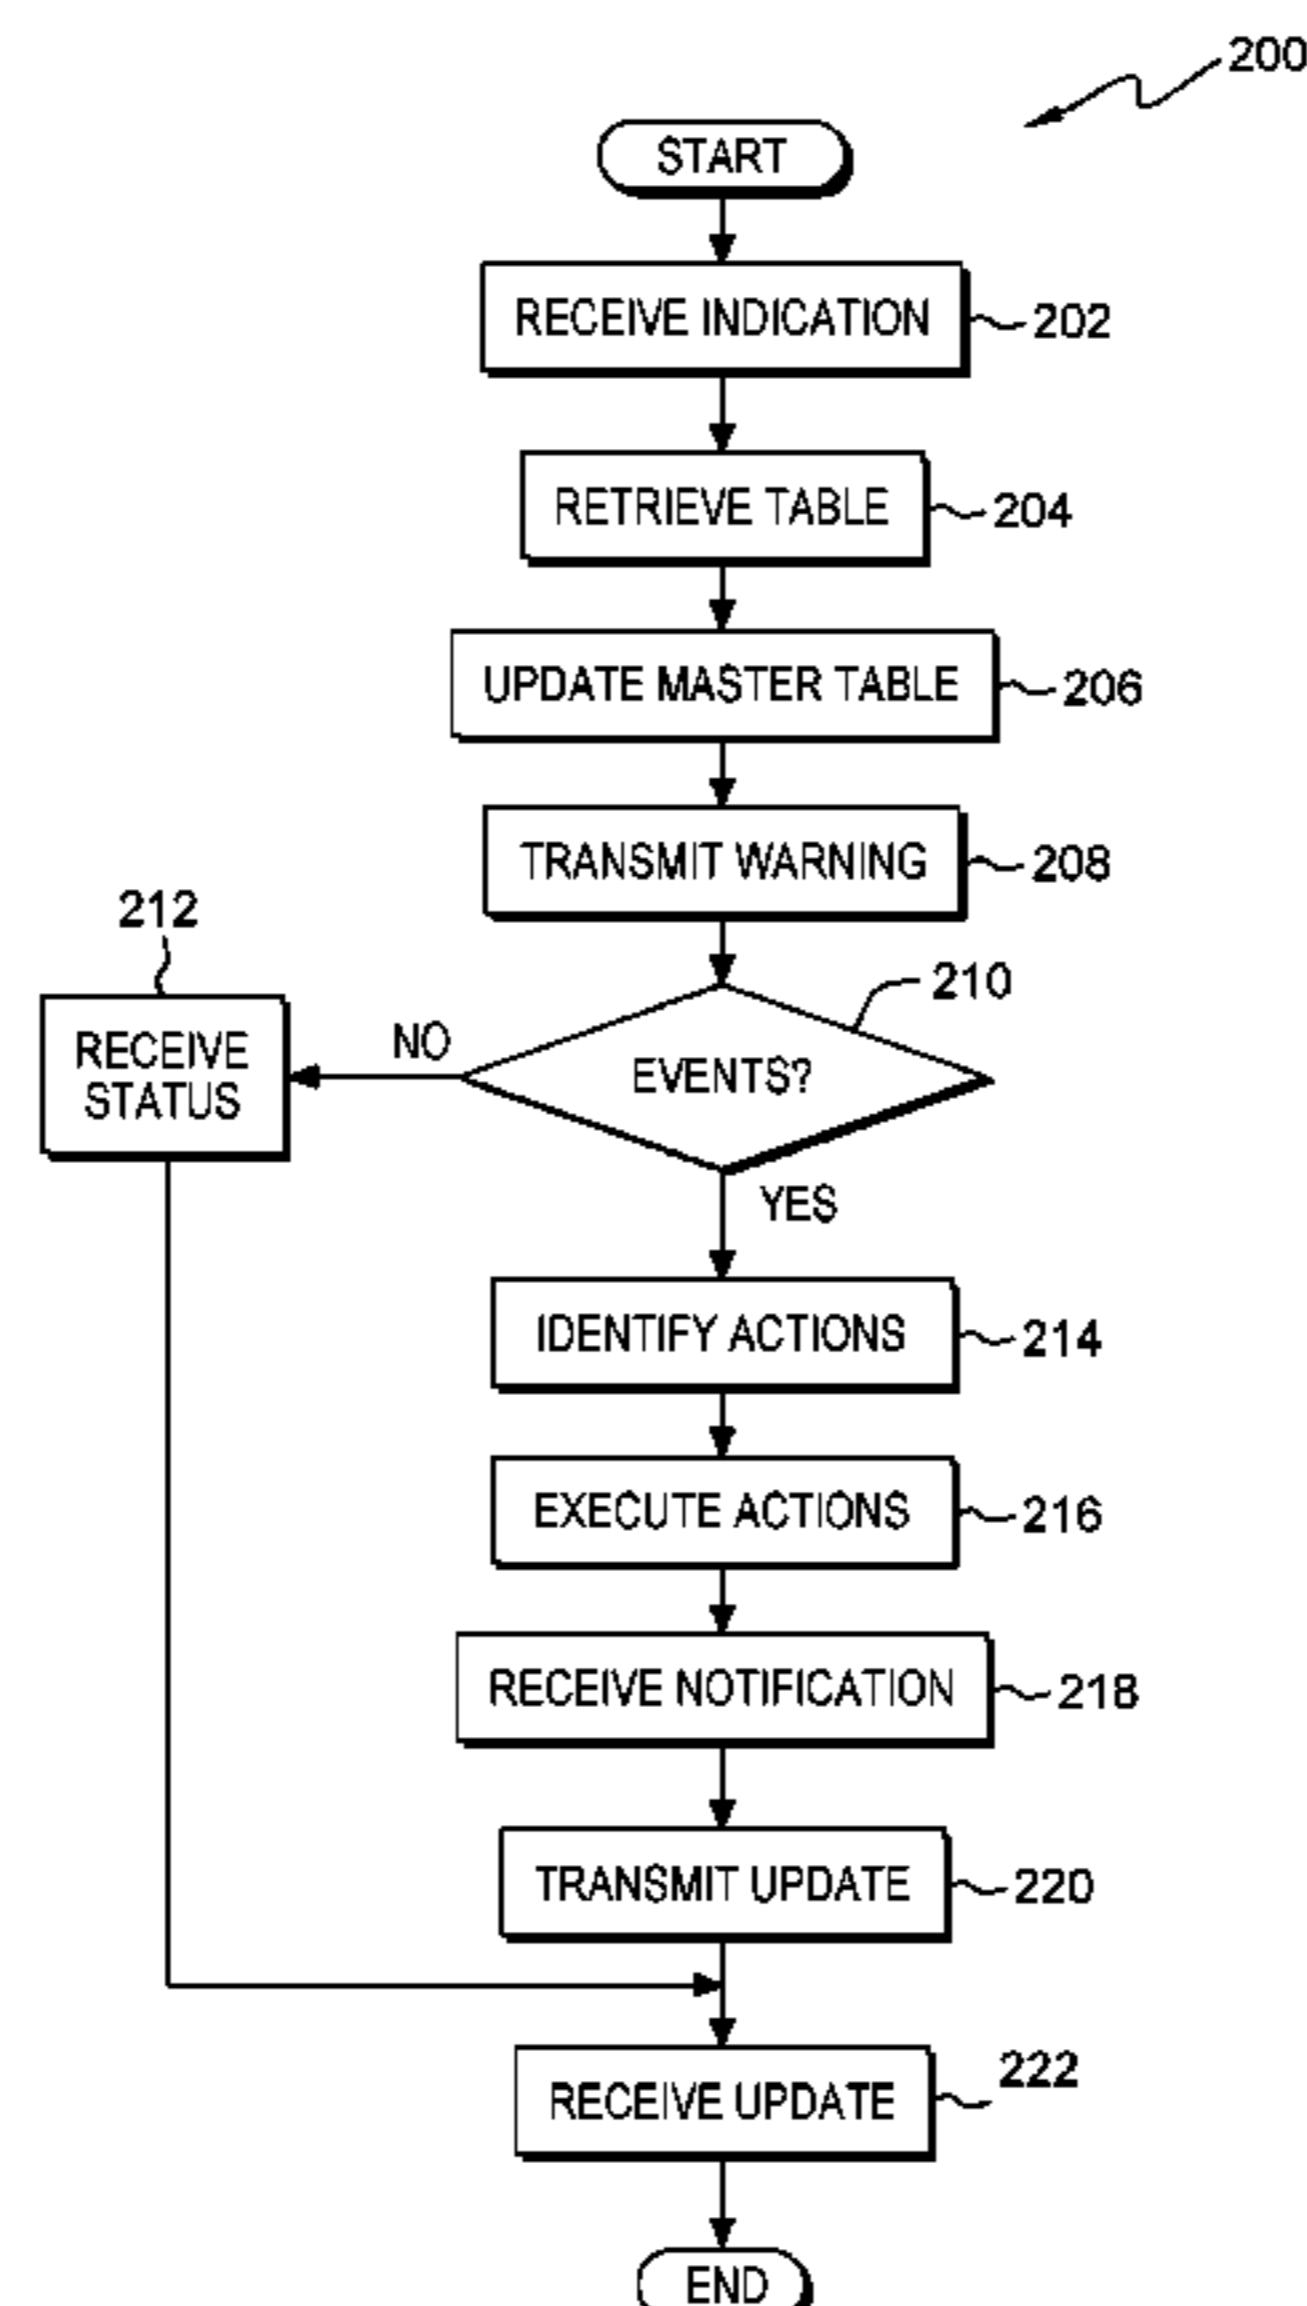 200
START
RECEIVE INDICATION
202
RETRIEVE TABLE
204
UPDATE MASTER TABLE
206
TRANSMIT WARNING
208
212
210
RECEIVE
STATUS
NO
EVENTS?
YES
IDENTIFY ACTIONS
214
EXECUTE ACTIONS
216
RECEIVE NOTIFICATION
218
TRANSMIT UPDATE
220
RECEIVE UPDATE
222
END